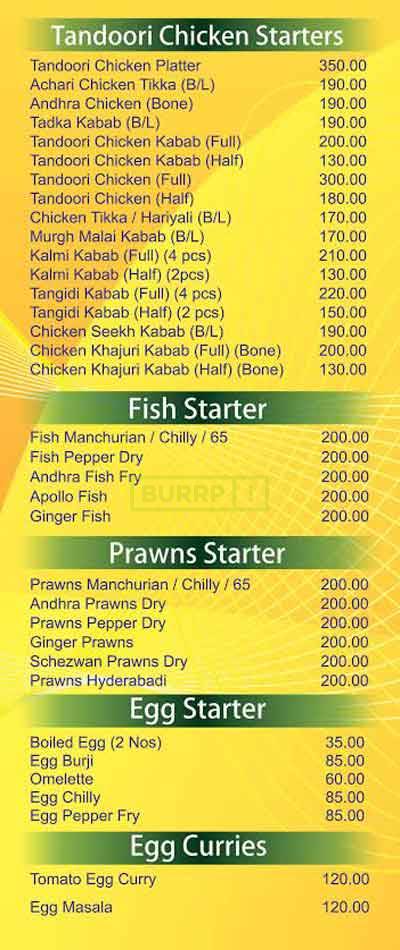 Tandoori Chicken Starters
Tandoori Chicken Platter 350.00
Achari Chicken Tikka (B/L) 190.00
Andhra Chicken (Bone) 190.00
Tadka Kabab (B/L) 190.00
Tandoori Chicken Kabab (Full) 200.00
Tandoori Chicken Kabab (Half) 130.00
Tandoori Chicken (Full) 300.00
Tandoori Chicken (Half) 180.00
Chicken Tikka / Hariyali (B/L) 170.00
Murgh Malai Kabab (B/L) 170.00
Kalmi Kabab (Full) (4 pcs) 210.00
Kalmi Kabab (Half) (2pcs) 130.00
Tangidi Kabab (Full) (4 pcs) 220.00
Tangidi Kabab (Half) (2 pcs) 150.00
Chicken Seekh Kabab (B/L) 190.00
Chicken Khajuri Kabab (Full) (Bone) 200.00
Chicken Khajuri Kabab (Half) (Bone) 130.00
Fish Starter
Fish Manchurian / Chilly / 65 200.00
Fish Pepper Dry 200.00
Andhra Fish Fry 200.00
Apollo Fish 200.00
BURRP
Ginger Fish 200.00
Prawns Starter
Prawns Manchurian / Chilly / 65 200.00
Andhra Prawns Dry 200.00
Prawns Pepper Dry 200.00
Ginger Prawns 200.00
Schezwan Prawns Dry 200.00
Prawns Hyderabadi 200.00
Egg Starter
Boiled Egg (2 Nos) 35.00
Egg Burji 85.00
Omelette 60.00
Egg Chilly 85.00
Egg Pepper Fry 85.00
Egg Curries
Tomato Egg Curry 120.00
Egg Masala 120.00